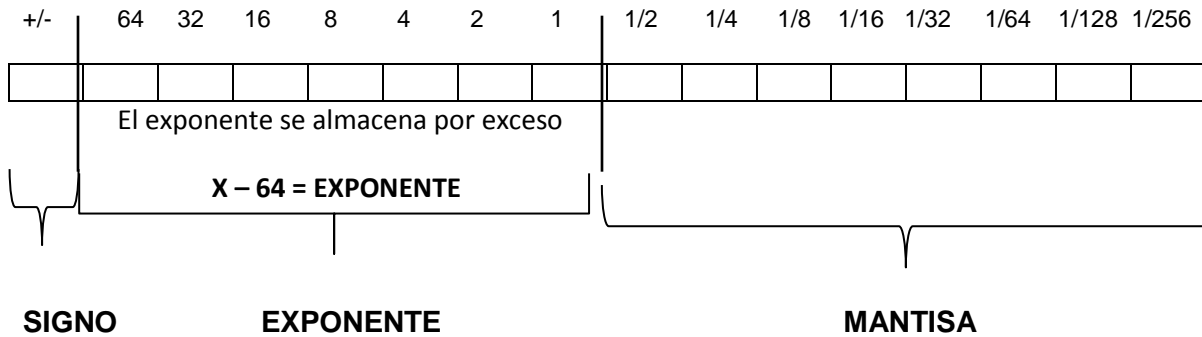 +/- 64 32 16 8 4 2 1 1/2 1/4 1/8 1/16 1/32 1/64 1/128 1/256
El exponente se almacena por exceso
X – 64 = EXPONENTE
SIGNO EXPONENTE MANTISA